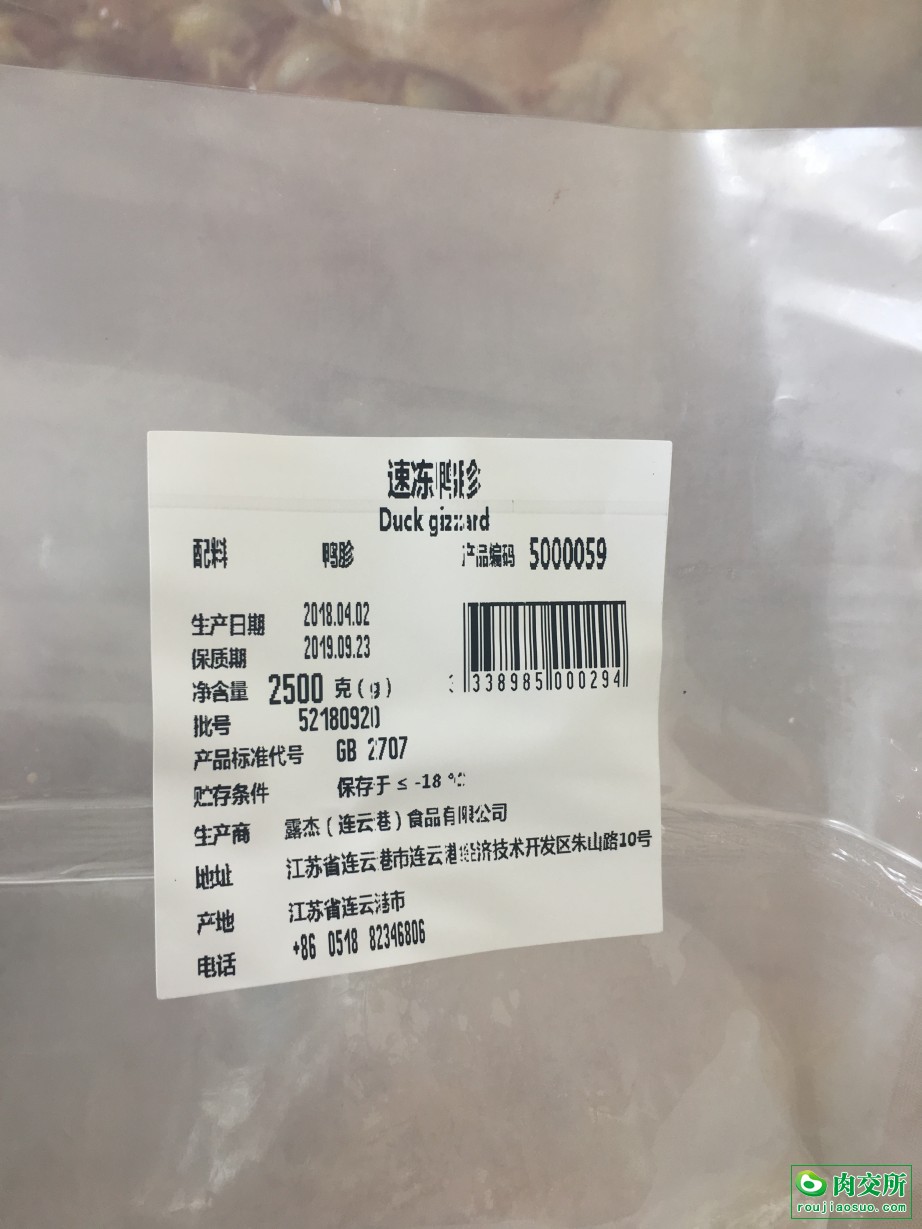 速冻鸭胗
Duck gizzard
配料 鸭胗 产品编码 5000059
生产日期 2018.04.02
保质期 2019.09.23
净含量 2500 克(g)
3 338985 000294
批号 52180920
产品标准代号 GB 2707
贮存条件 保存于 ≤ -18 ℃
生产商 露杰(连云港)食品有限公司
地址 江苏省连云港市连云港经济技术开发区朱山路10号
产地 江苏省连云港市
电话 +86 0518 82346806
肉交所
roujiaosuo.com